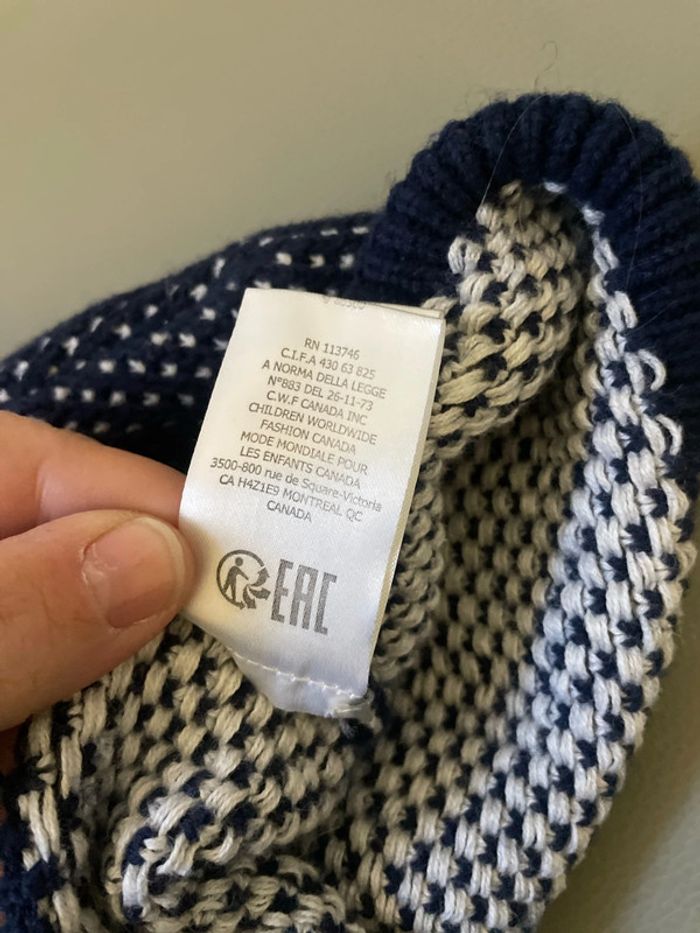 RN 113746
C.I.F.A 430 63 825
A NORMA DELLA LEGGE
N°883 DEL 26-11-73
C.W.F CANADA INC
CHILDREN WORLDWIDE
FASHION CANADA
MODE MONDIALE POUR
LES ENFANTS CANADA
3500-800 rue de Square-Victoria
CA H4Z1E9 MONTREAL QC
CANADA
EAC